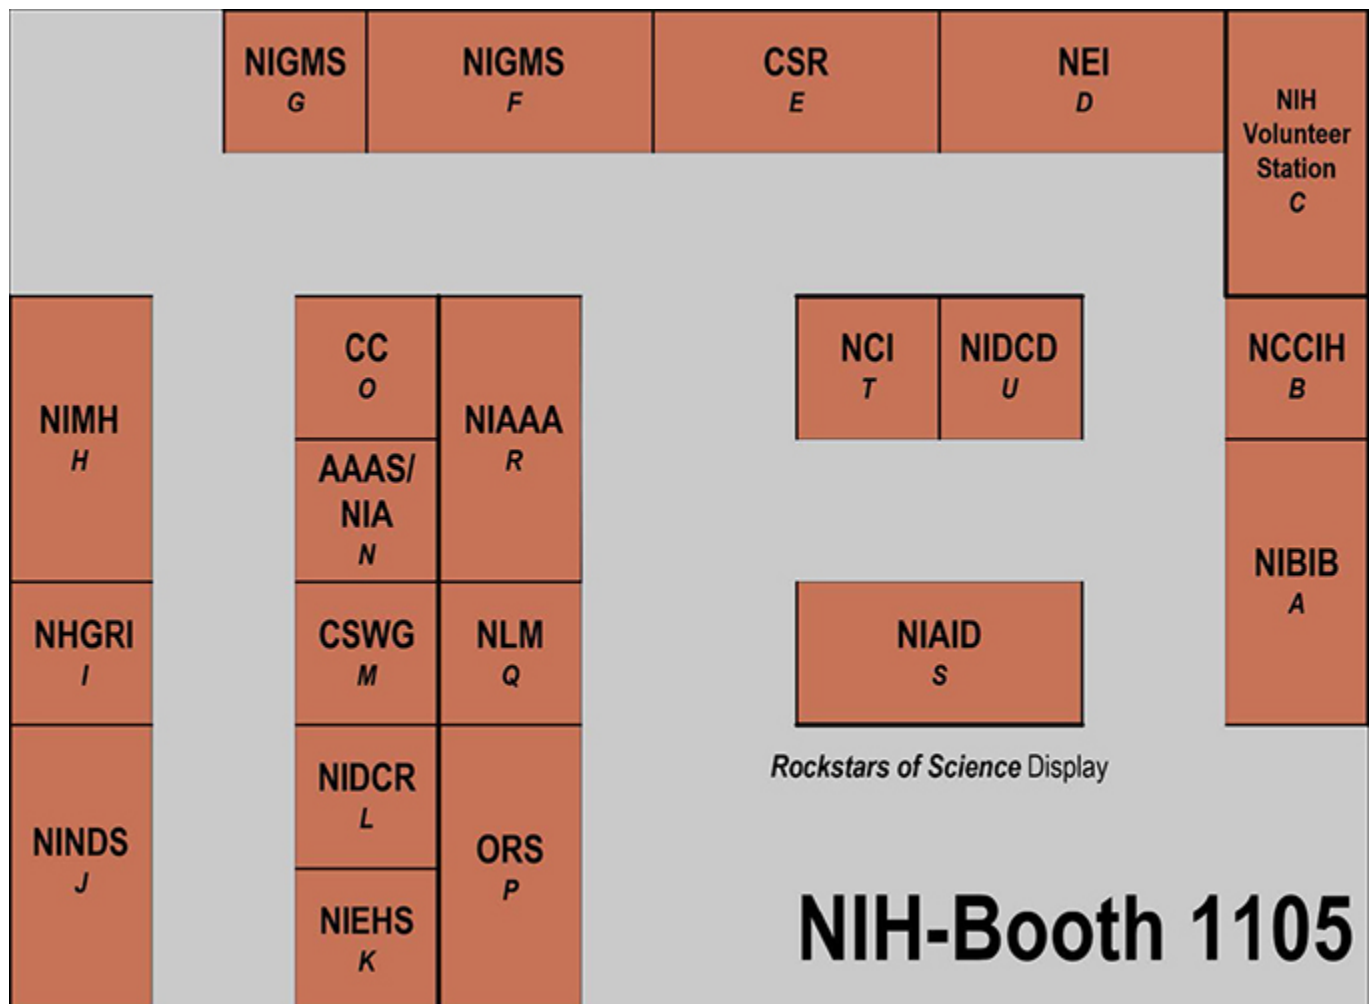 NIGMS
G
NIGMS
F
CSR
E
NEI
D
NIH
Volunteer
Station
C
NIMH
H
CC
O
NIAAA
R
NCI
T
NIDCD
U
NCCIH
B
AAAS/
NIA
N
NIBIB
A
NHGRI
I
CSWG
M
NLM
Q
NIAID
S
Rockstars of Science Display
NINDS
J
NIDCR
L
ORS
P
NIEHS
K
NIH-Booth 1105